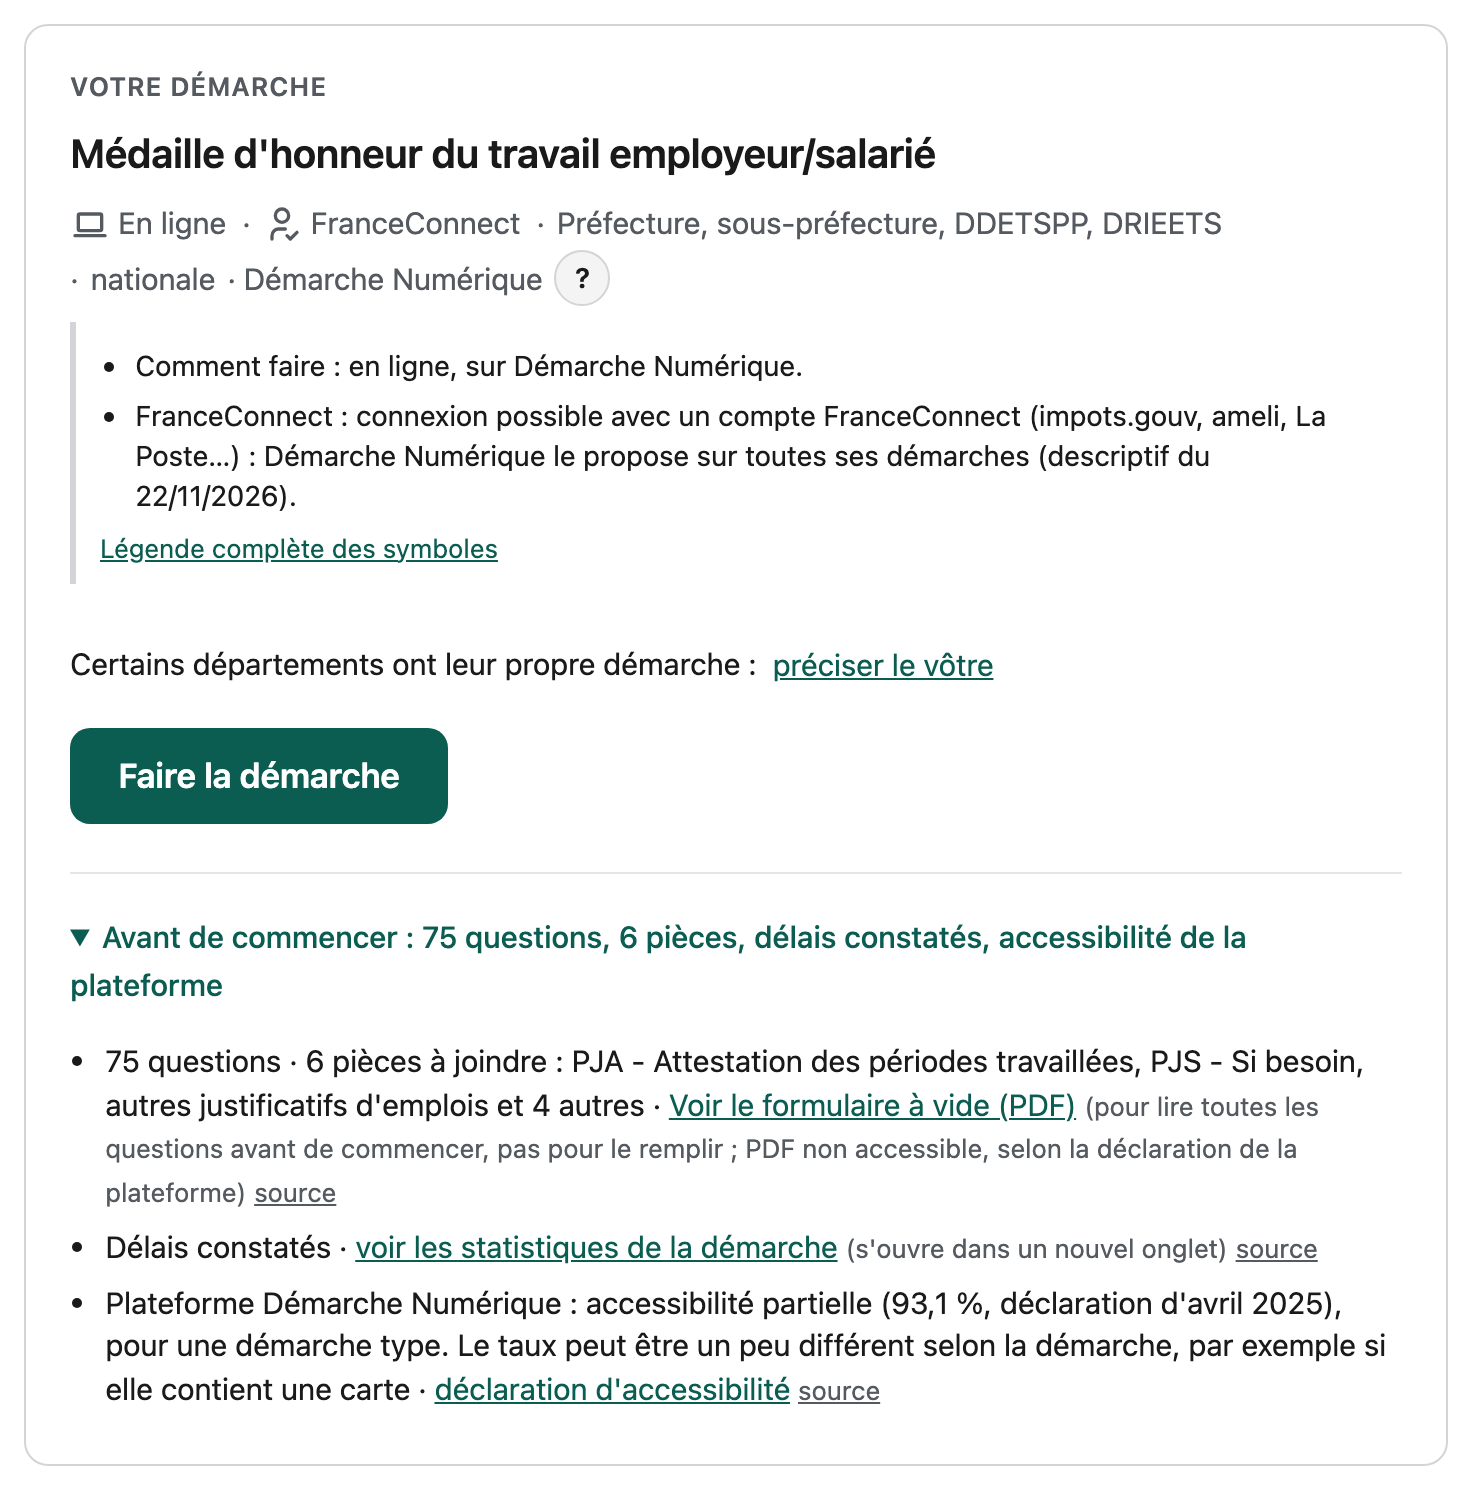 VOTRE DÉMARCHE
Médaille d'honneur du travail employeur/salarié
En ligne · FranceConnect · Préfecture, sous-préfecture, DDETSPP, DRIEETS
· nationale · Démarche Numérique ?
• Comment faire : en ligne, sur Démarche Numérique.
• FranceConnect : connexion possible avec un compte FranceConnect (impots.gouv, ameli, La
Poste…) : Démarche Numérique le propose sur toutes ses démarches (descriptif du
22/11/2026).
Légende complète des symboles
Certains départements ont leur propre démarche : préciser le vôtre
Faire la démarche
▼ Avant de commencer : 75 questions, 6 pièces, délais constatés, accessibilité de la
plateforme
• 75 questions · 6 pièces à joindre : PJA - Attestation des périodes travaillées, PJS - Si besoin,
autres justificatifs d'emplois et 4 autres · Voir le formulaire à vide (PDF) (pour lire toutes les
questions avant de commencer, pas pour le remplir ; PDF non accessible, selon la déclaration de la
plateforme) source
• Délais constatés · voir les statistiques de la démarche (s'ouvre dans un nouvel onglet) source
• Plateforme Démarche Numérique : accessibilité partielle (93,1 %, déclaration d'avril 2025),
pour une démarche type. Le taux peut être un peu différent selon la démarche, par exemple si
elle contient une carte · déclaration d'accessibilité source